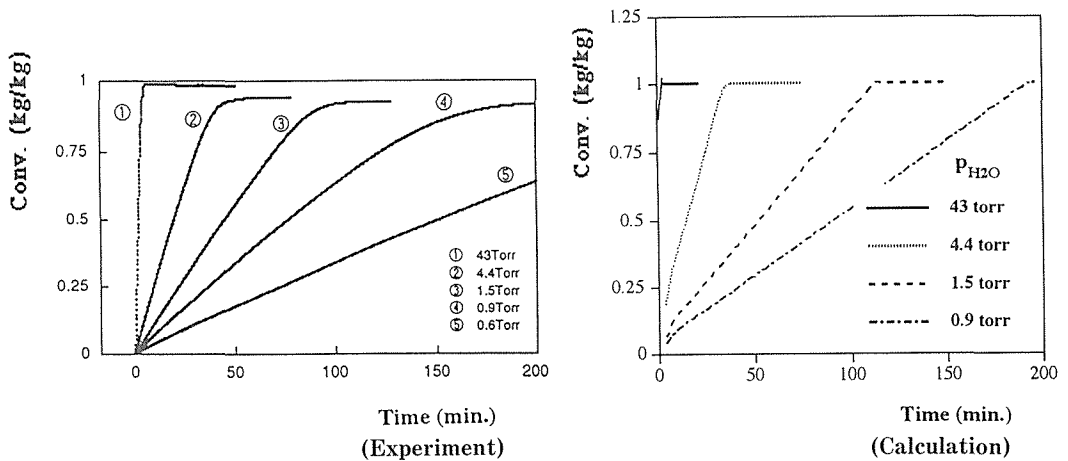 Conv. (kg/kg)
1
0.75
0.5
0.25
0
① ② ③ ④ ⑤
① 43Torr
② 4.4Torr
③ 1.5Torr
④ 0.9Torr
⑤ 0.6Torr
0 50 100 150 200
Time (min.)
(Experiment)
Conv. (kg/kg)
1.25
1
0.75
0.5
0.25
0
pH2O
43 torr
4.4 torr
1.5 torr
0.9 torr
0 50 100 150 200
Time (min.)
(Calculation)